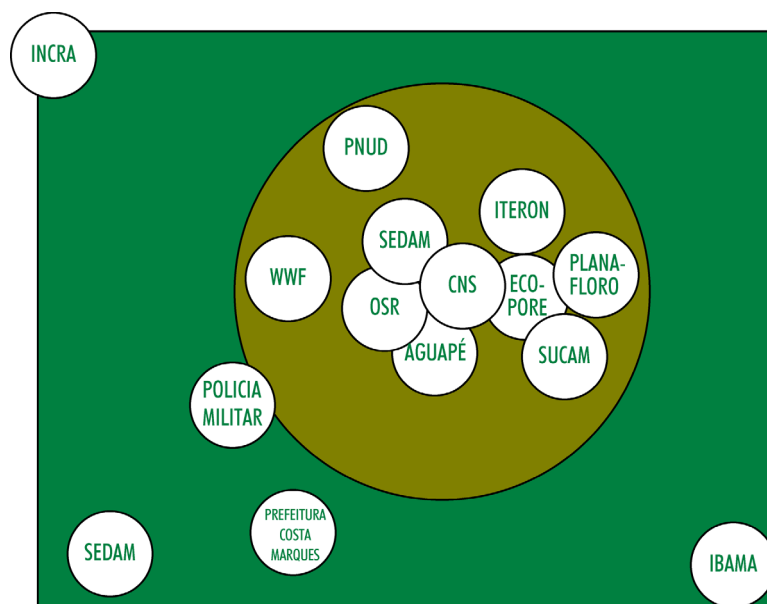 INCRA
PNUD
ITERON
SEDAM
PLANA-
FLORO
WWF
CNS
ECO-
PORE
OSR
AGUAPÉ
SUCAM
POLICIA
MILITAR
PREFEITURA
COSTA
MARQUES
SEDAM
IBAMA